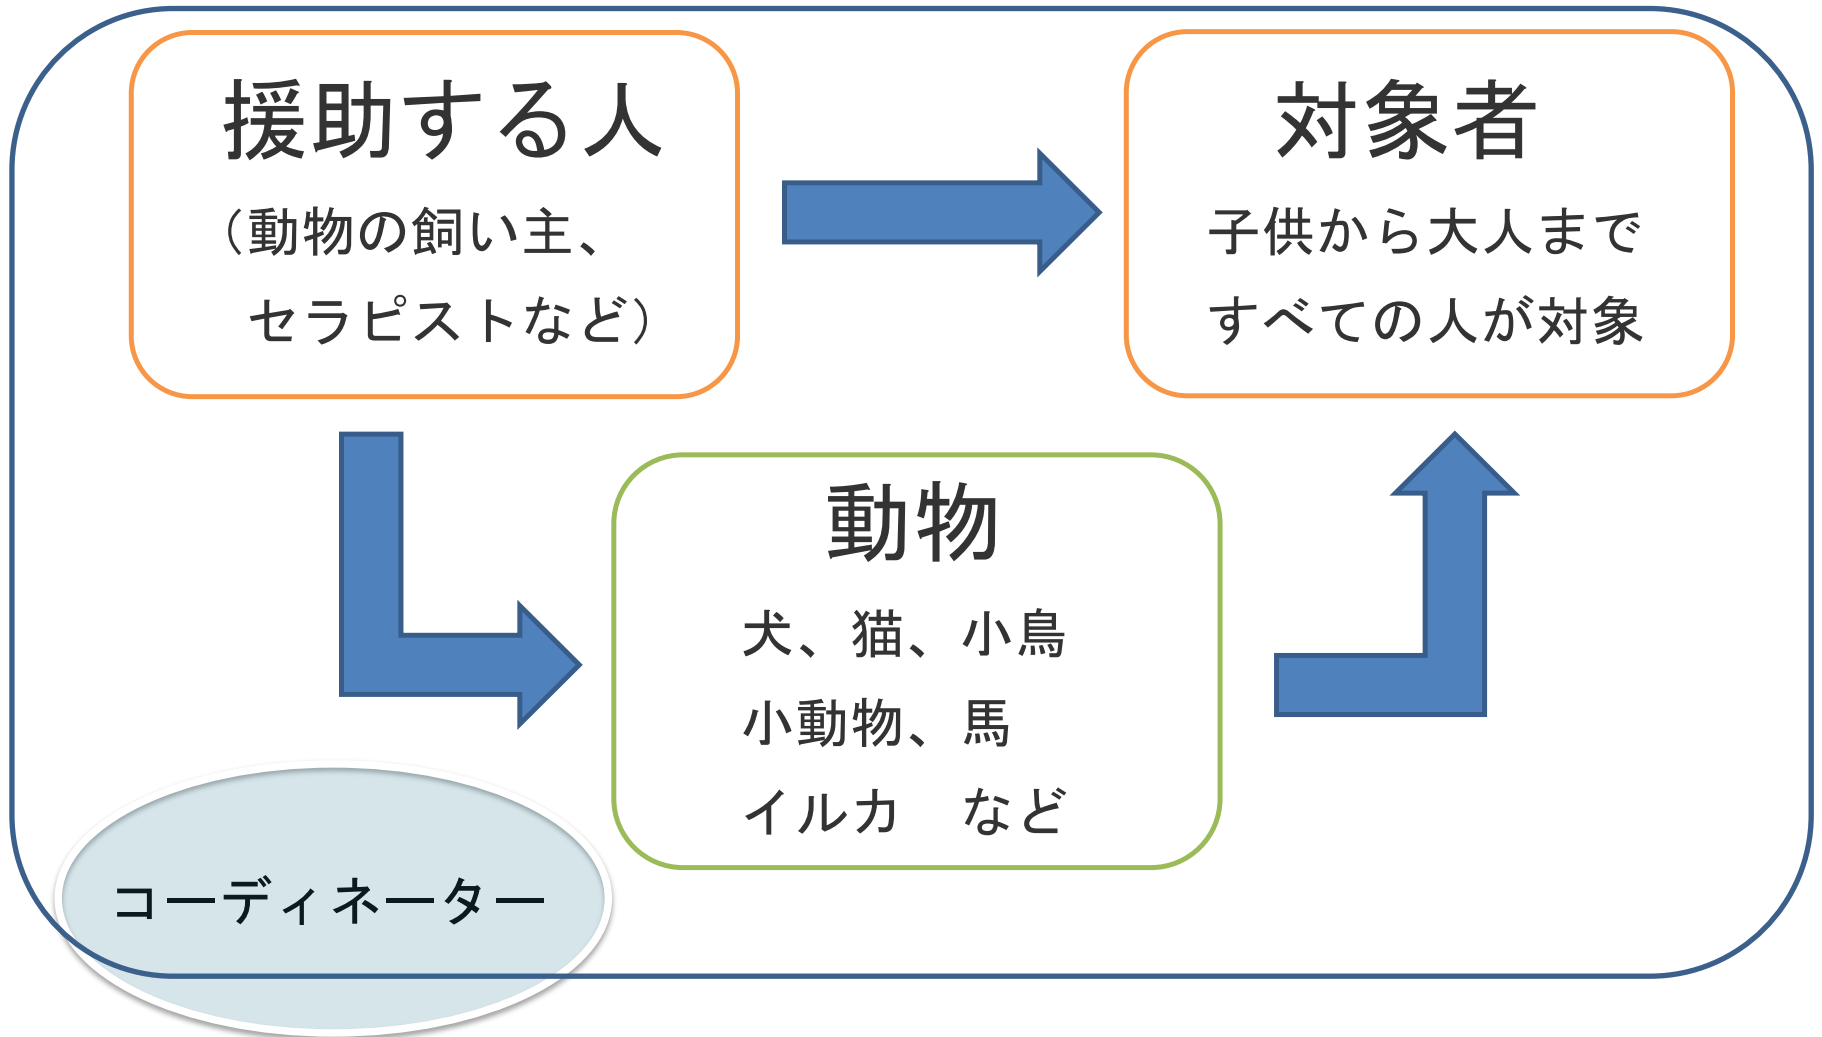 援助する人
（動物の飼い主、
セラピストなど）
対象者
子供から大人まで
すべての人が対象
動物
犬、猫、小鳥
小動物、馬
イルカ　など
コーディネーター